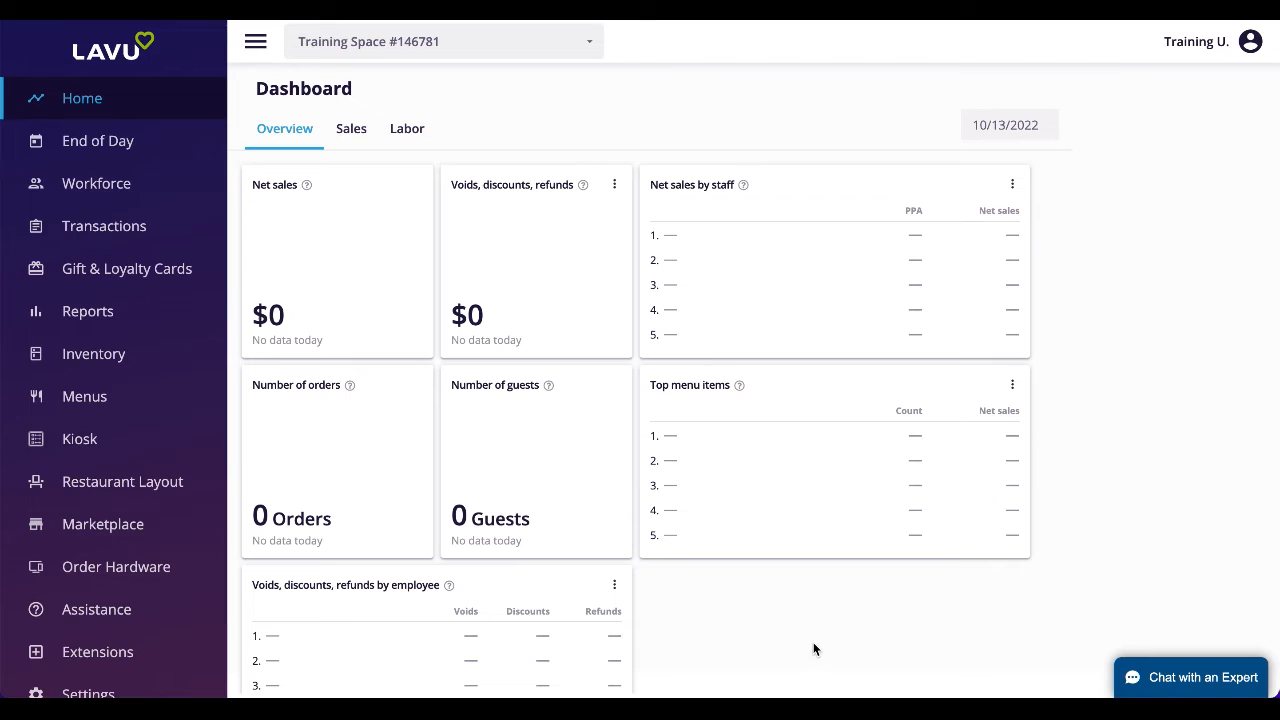 LAVU
Training Space #146781
Training U.
Home
End of Day
Workforce
Transactions
Gift & Loyalty Cards
Reports
Inventory
Menus
Kiosk
Restaurant Layout
Marketplace
Order Hardware
Assistance
Extensions
Settings
Dashboard
Overview Sales Labor
10/13/2022
Net sales
$0
No data today
Voids, discounts, refunds
$0
No data today
Net sales by staff
PPA Net sales
1. — — —
2. — — —
3. — — —
4. — — —
5. — — —
Number of orders
0 Orders
No data today
Number of guests
0 Guests
No data today
Top menu items
Count Net sales
1. — — —
2. — — —
3. — — —
4. — — —
5. — — —
Voids, discounts, refunds by employee
Voids Discounts Refunds
1. — — — —
2. — — — —
3. — — — —
Chat with an Expert